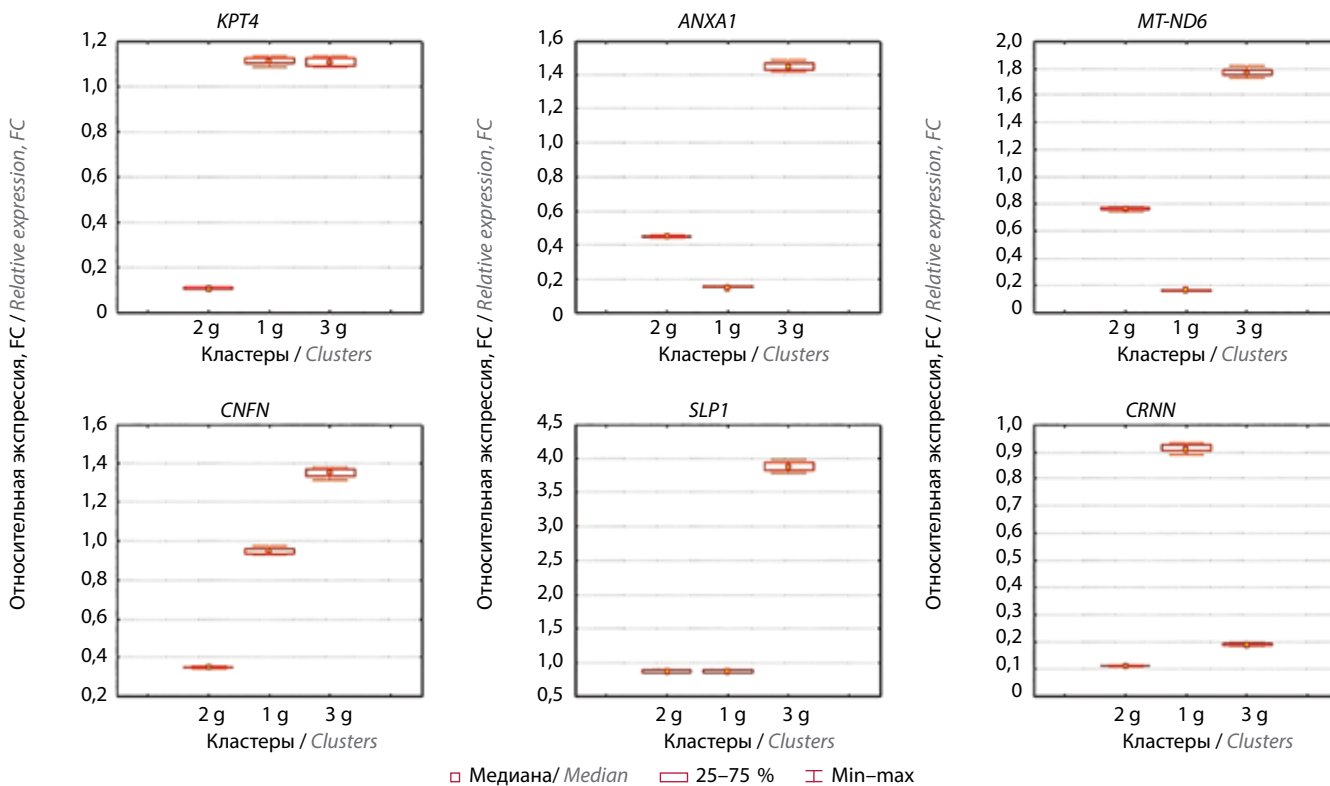 KPT4
1,2
1,0
0,8
0,6
0,4
0,2
0
2 g 1 g 3 g
Кластеры / Clusters
ANXA1
1,6
1,4
1,2
1,0
0,8
0,6
0,4
0,2
0
2 g 1 g 3 g
Кластеры / Clusters
MT-ND6
2,0
1,8
1,6
1,4
1,2
1,0
0,8
0,6
0,4
0,2
0
2 g 1 g 3 g
Кластеры / Clusters
Относительная экспрессия, FC / Relative expression, FC
Относительная экспрессия, FC / Relative expression, FC
Относительная экспрессия, FC / Relative expression, FC
CNFN
1,6
1,4
1,2
1,0
0,8
0,6
0,4
0,2
2 g 1 g 3 g
Кластеры / Clusters
SLP1
4,5
4,0
3,5
3,0
2,5
2,0
1,5
1,0
0,5
2 g 1 g 3 g
Кластеры / Clusters
CRNN
1,0
0,9
0,8
0,7
0,6
0,5
0,4
0,3
0,2
0,1
0
2 g 1 g 3 g
Кластеры / Clusters
Медиана/ Median 25–75 % Min–max